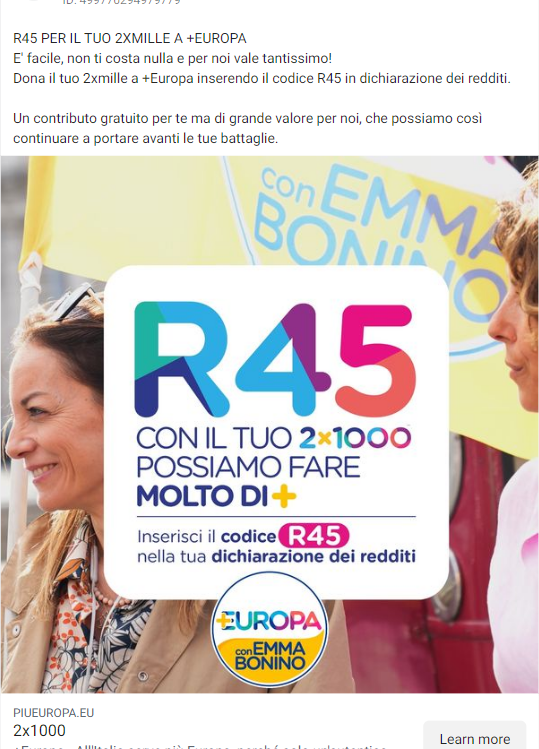 R45 PER IL TUO 2XMILLE A +EUROPA
E' facile, non ti costa nulla e per noi vale tantissimo!
Dona il tuo 2xmille a +Europa inserendo il codice R45 in dichiarazione dei redditi.
Un contributo gratuito per te ma di grande valore per noi, che possiamo così
continuare a portare avanti le tue battaglie.
con EMMA
BONINO
R45
CON IL TUO 2×1000
POSSIAMO FARE
MOLTO DI +
Inserisci il codice R45
nella tua dichiarazione dei redditi
+EUROPA
con EMMA
BONINO
PIUEUROPA.EU
2x1000
Learn more